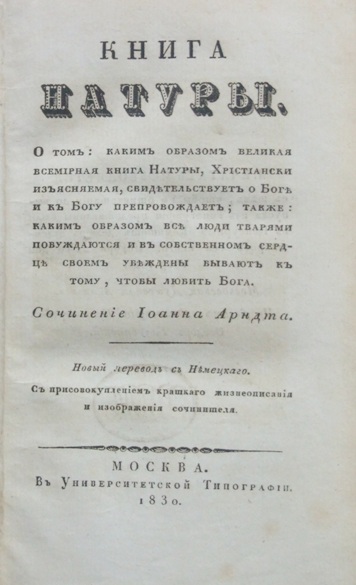 КНИГА
НАТУРЫ.
О томъ: какимъ образомъ великая
всемірная книга Натуры, Хрістіански
изъясняемая, свидѣтельствуетъ о Богѣ
и къ Богу препровождаетъ; также:
какимъ образомъ всѣ люди тварями
повуждаются и въ собственномъ серд-
цѣ своемъ убѣждены бываютъ къ
тому, чтобы любить Бога.
Сочиненіе Іоанна Арндта.
Новый переводъ съ Нѣмецкаго.
Съ присовокупленіемъ краткаго жизнеописанія
и изображенія сочинителя.
МОСКВА.
Въ Университетской Типографіи.
1830.